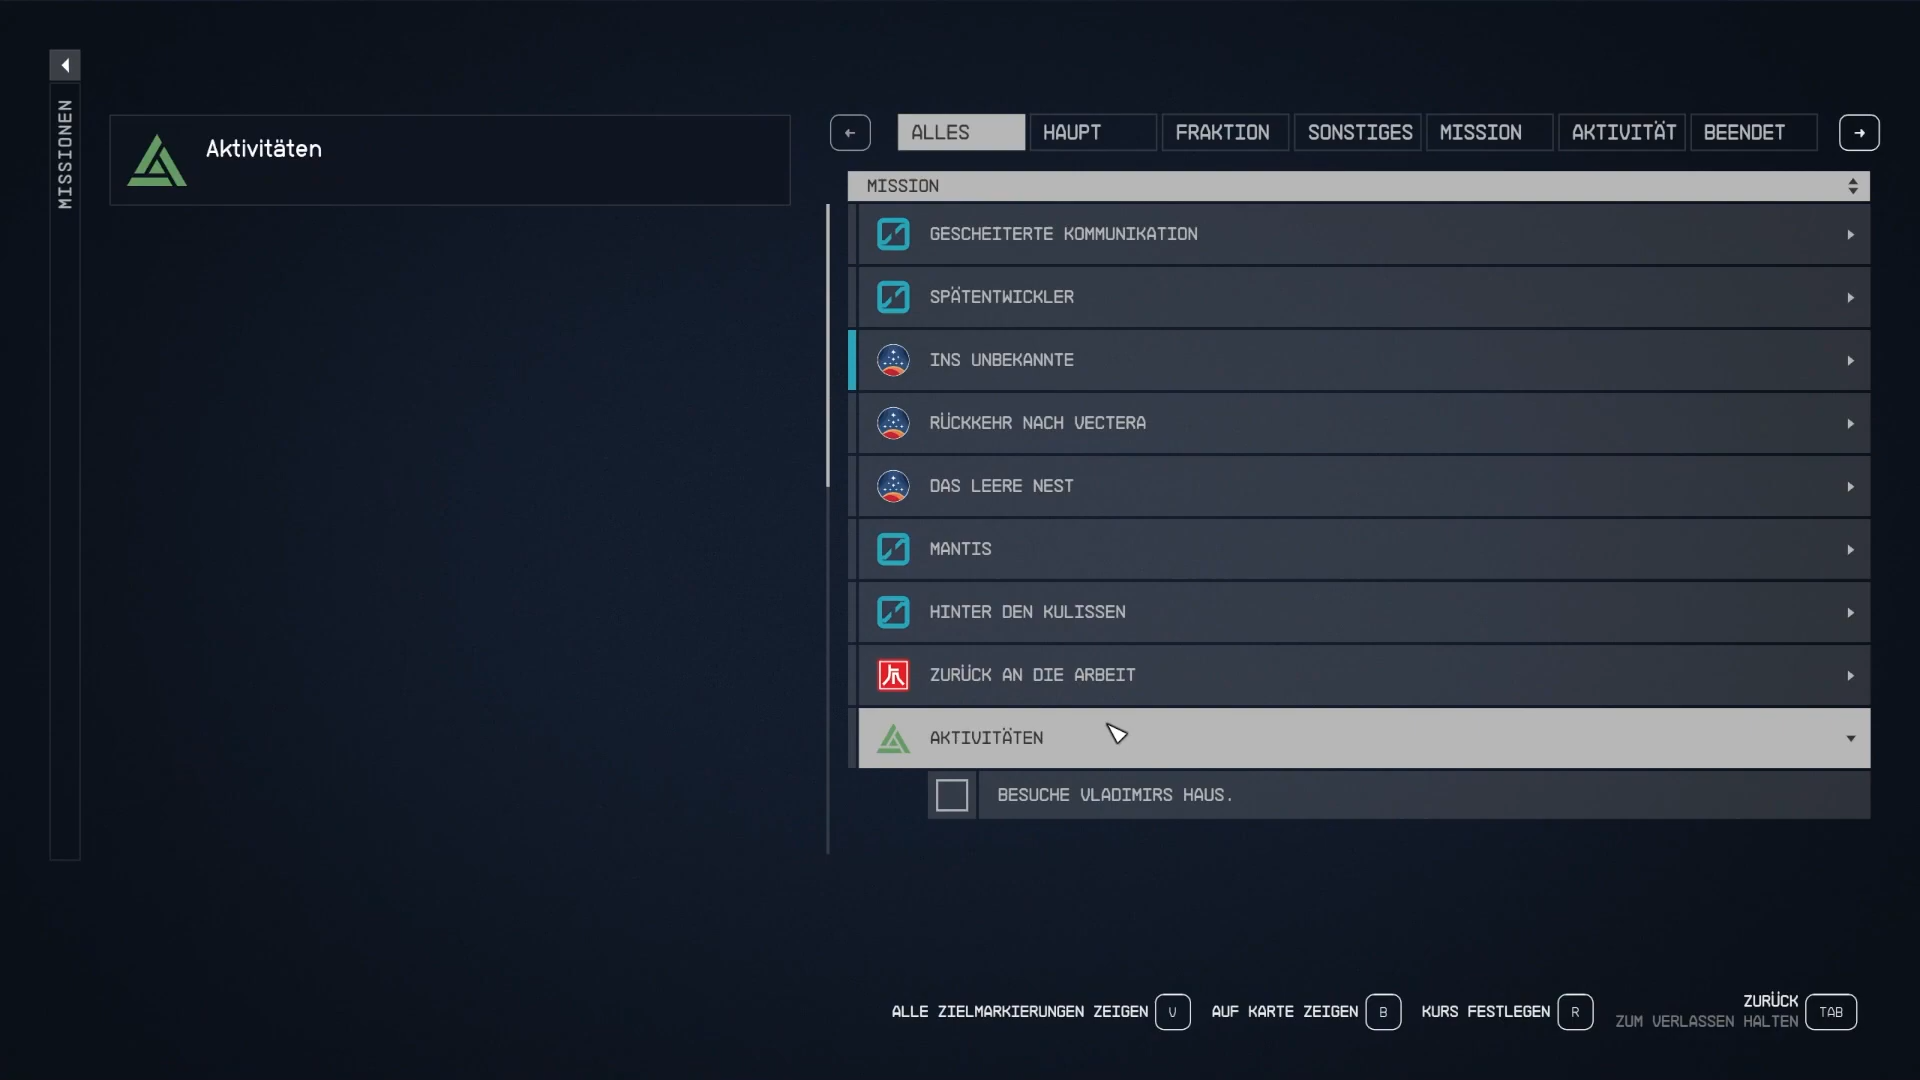 MISSIONEN
Aktivitäten
ALLES HAUPT FRAKTION SONSTIGES MISSION AKTIVITÄT BEENDET
MISSION
GESCHEITERTE KOMMUNIKATION
SPÄTENTWICKLER
INS UNBEKANNTE
RÜCKKEHR NACH VECTERA
DAS LEERE NEST
MANTIS
HINTER DEN KULISSEN
ZURÜCK AN DIE ARBEIT
AKTIVITÄTEN
BESUCHE VLADIMIRS HAUS.
ALLE ZIELMARKIERUNGEN ZEIGEN V AUF KARTE ZEIGEN B KURS FESTLEGEN R
ZURÜCK
ZUM VERLASSEN HALTEN TAB